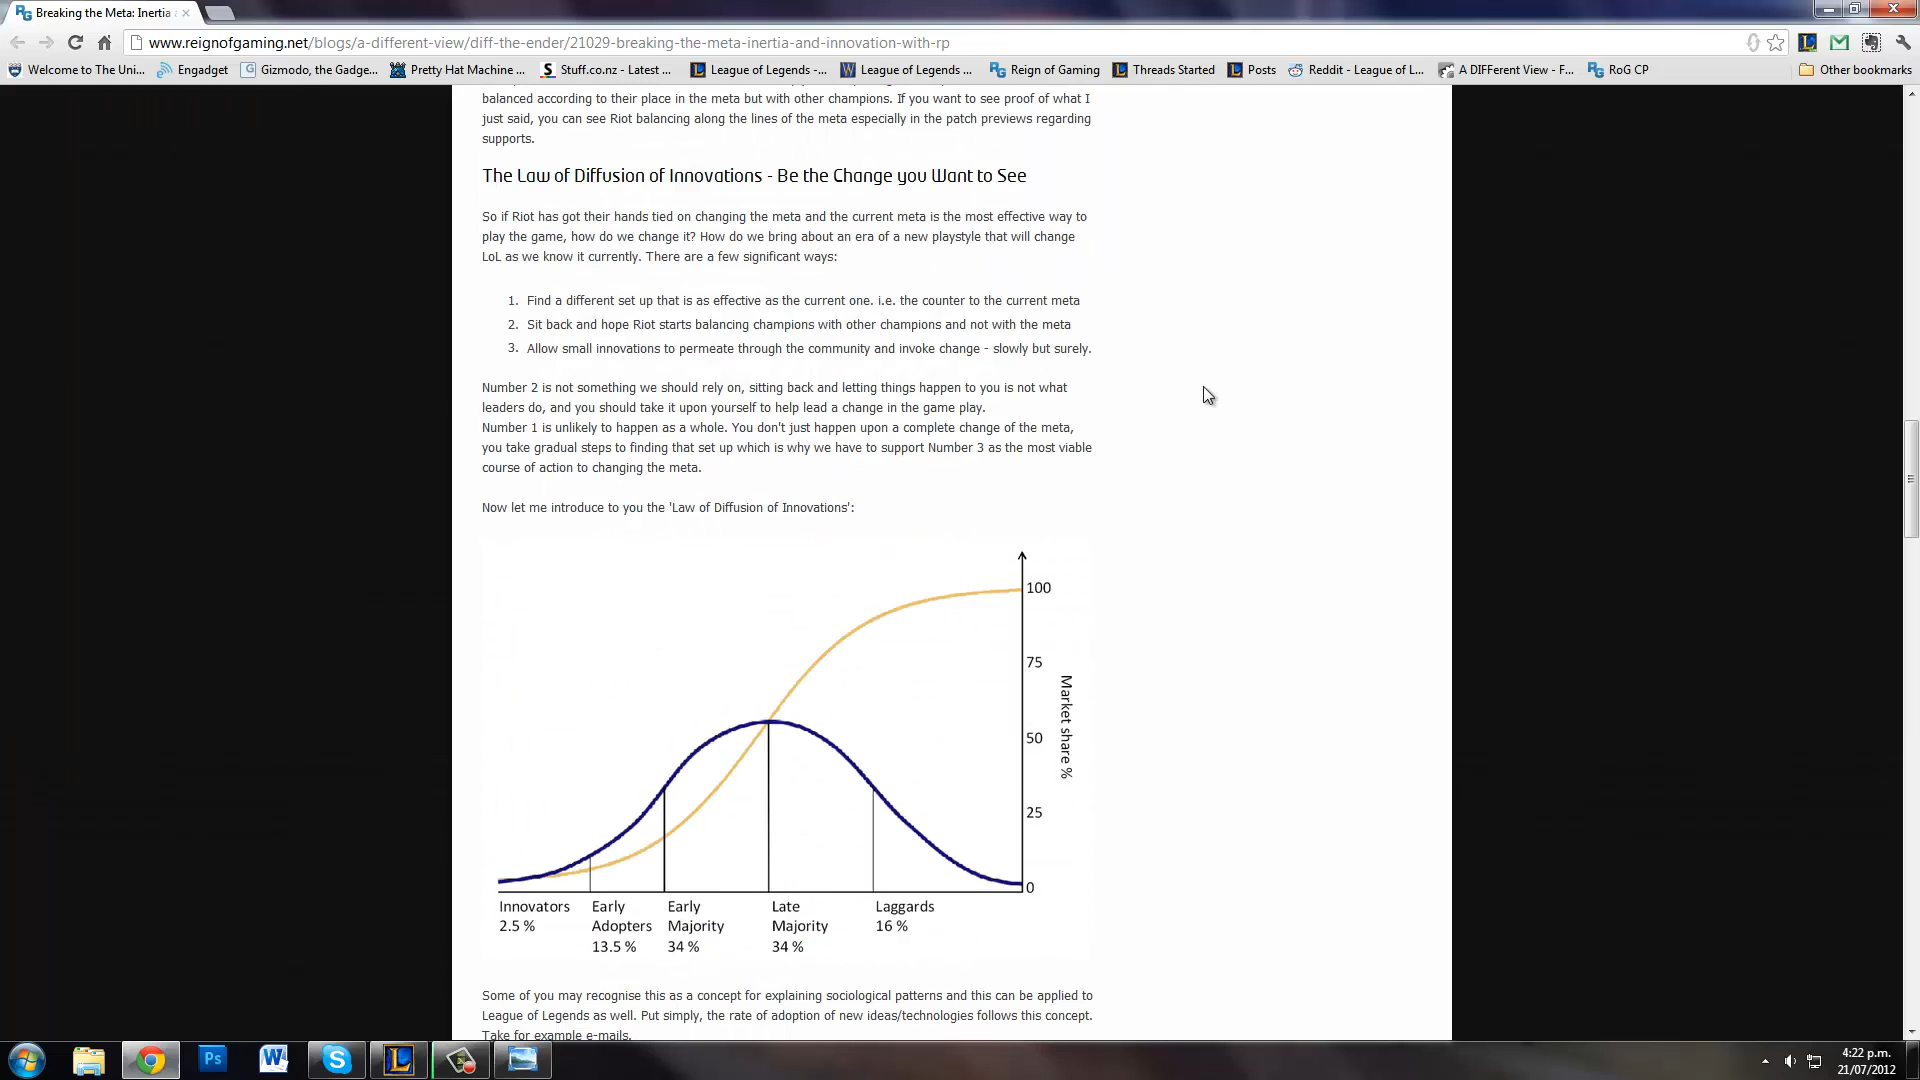 Breaking the Meta: Inertia
www.reignofgaming.net/blogs/a-different-view/diff-the-ender/21029-breaking-the-meta-inertia-and-innovation-with-rp
Welcome to The Uni... Engadget Gizmodo, the Gadge... Pretty Hat Machine ... Stuff.co.nz - Latest ... League of Legends -... League of Legends ... Reign of Gaming Threads Started Posts Reddit - League of L... A DIFFerent View - F... RoG CP Other bookmarks
balanced according to their place in the meta but with other champions. If you want to see proof of what I
just said, you can see Riot balancing along the lines of the meta especially in the patch previews regarding
supports.
The Law of Diffusion of Innovations - Be the Change you Want to See
So if Riot has got their hands tied on changing the meta and the current meta is the most effective way to
play the game, how do we change it? How do we bring about an era of a new playstyle that will change
LoL as we know it currently. There are a few significant ways:
1. Find a different set up that is as effective as the current one. i.e. the counter to the current meta
2. Sit back and hope Riot starts balancing champions with other champions and not with the meta
3. Allow small innovations to permeate through the community and invoke change - slowly but surely.
Number 2 is not something we should rely on, sitting back and letting things happen to you is not what
leaders do, and you should take it upon yourself to help lead a change in the game play.
Number 1 is unlikely to happen as a whole. You don't just happen upon a complete change of the meta,
you take gradual steps to finding that set up which is why we have to support Number 3 as the most viable
course of action to changing the meta.
Now let me introduce to you the 'Law of Diffusion of Innovations':
100
75
50
25
0
Market share %
Innovators
2.5 %
Early
Adopters
13.5 %
Early
Majority
34 %
Late
Majority
34 %
Laggards
16 %
Some of you may recognise this as a concept for explaining sociological patterns and this can be applied to
League of Legends as well. Put simply, the rate of adoption of new ideas/technologies follows this concept.
Take for example e-mails.
4:22 p.m.
21/07/2012